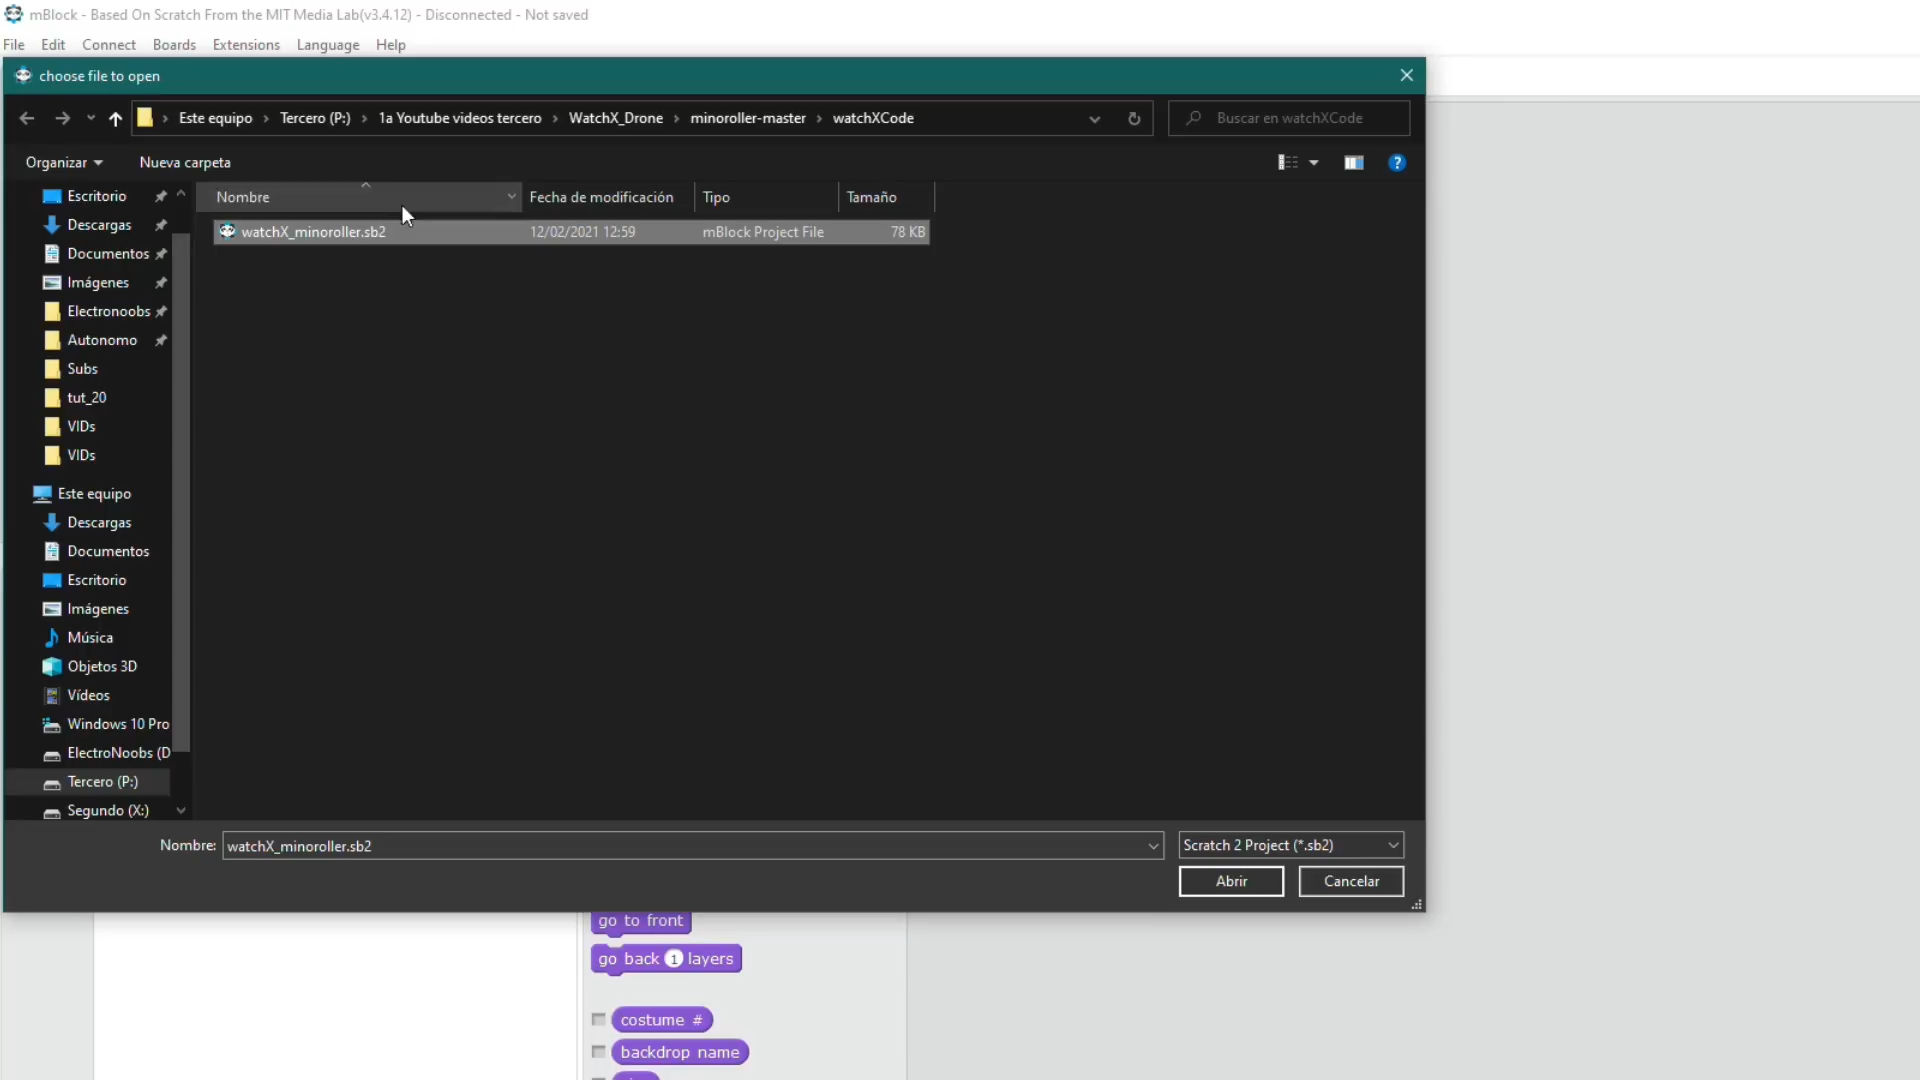 mBlock - Based On Scratch From the MIT Media Lab(v3.4.12) - Disconnected - Not saved
File Edit Connect Boards Extensions Language Help
choose file to open
Este equipo › Tercero (P:) › 1a Youtube videos tercero › WatchX_Drone › minoroller-master › watchXCode
Buscar en watchXCode
Organizar Nueva carpeta
Nombre Fecha de modificación Tipo Tamaño
watchX_minoroller.sb2 12/02/2021 12:59 mBlock Project File 78 KB
Escritorio
Descargas
Documentos
Imágenes
Electronoobs
Autonomo
Subs
tut_20
VIDs
VIDs
Este equipo
Descargas
Documentos
Escritorio
Imágenes
Música
Objetos 3D
Vídeos
Windows 10 Pro
ElectroNoobs (D
Tercero (P:)
Segundo (X:)
Nombre: watchX_minoroller.sb2 Scratch 2 Project (*.sb2)
Abrir Cancelar
go to front
go back 1 layers
costume #
backdrop name